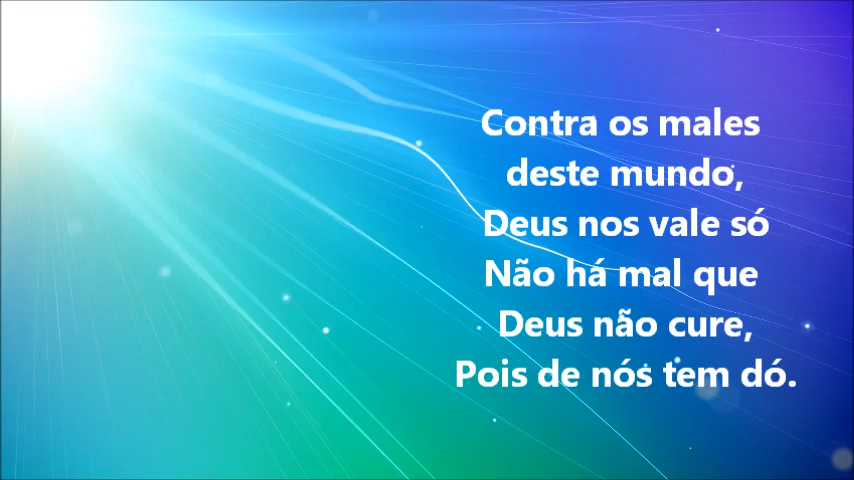 Contra os males
deste mundo,
Deus nos vale só
Não há mal que
Deus não cure,
Pois de nós tem dó.